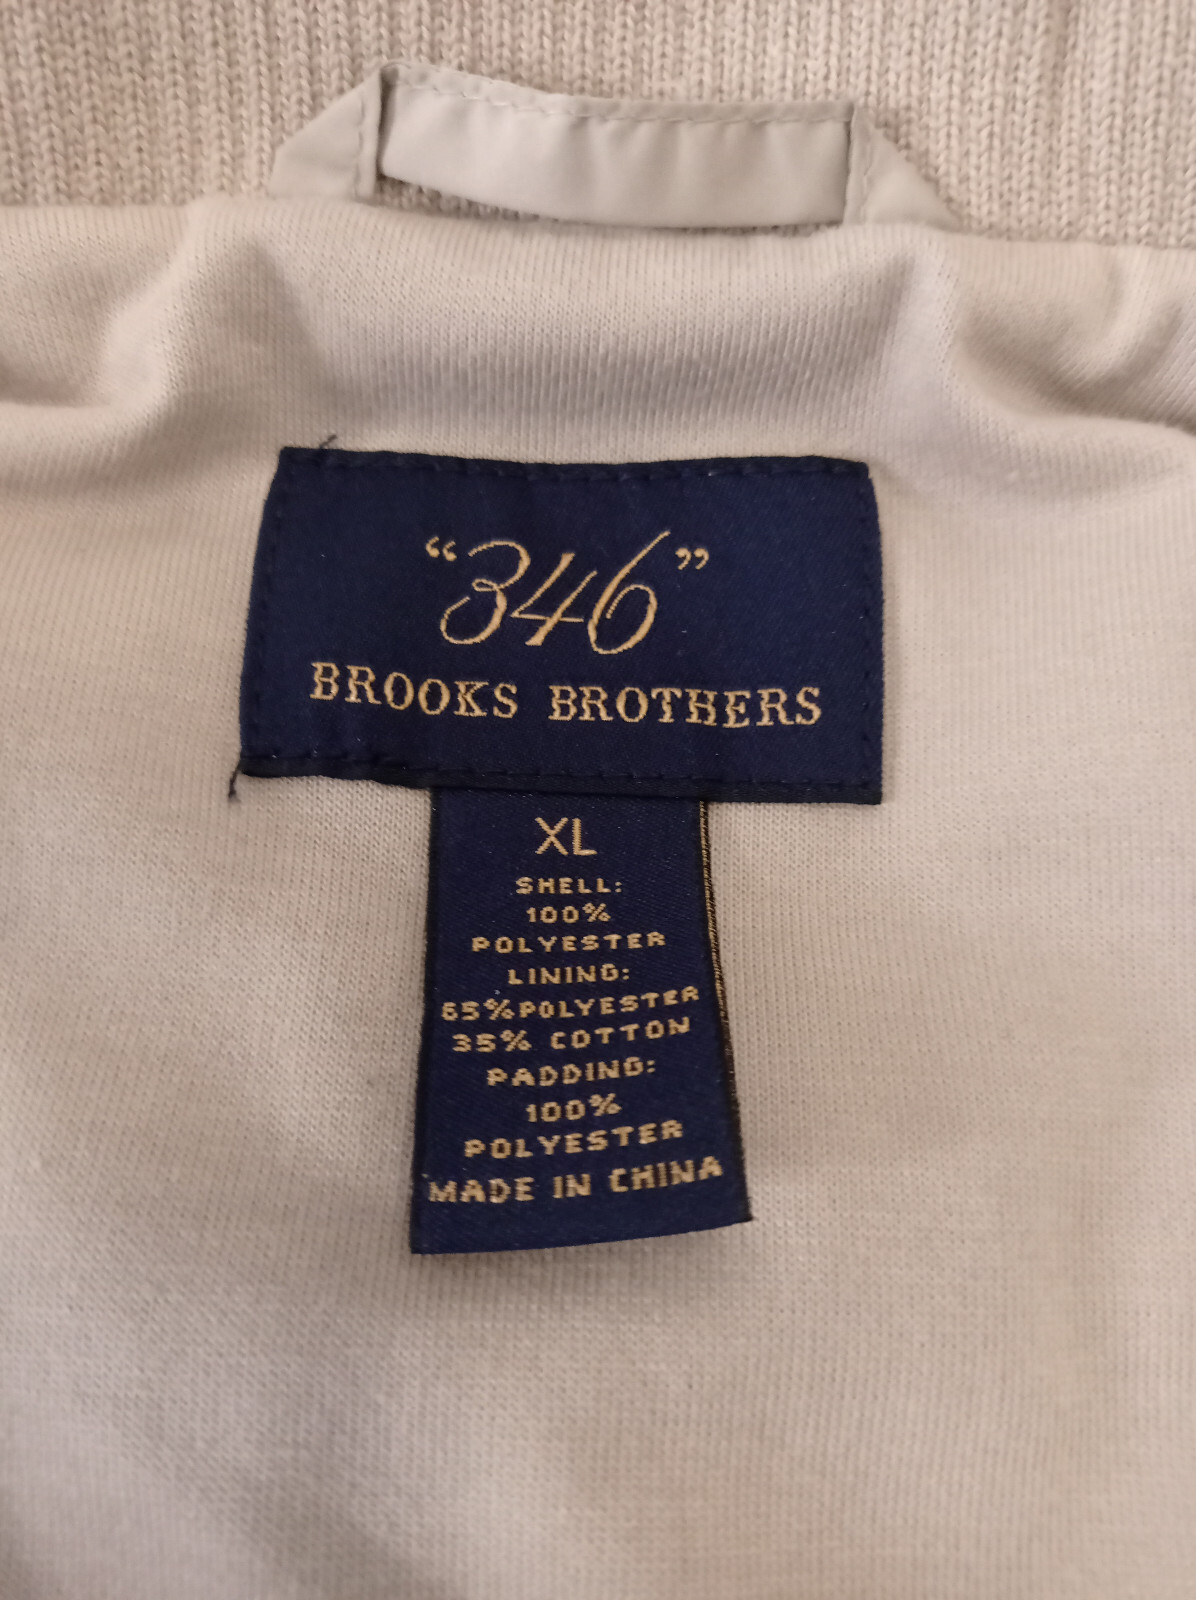 “346”
BROOKS BROTHERS
XL
SHELL:
100%
POLYESTER
LINING:
65%POLYESTER
35% COTTON
PADDING:
100%
POLYESTER
MADE IN CHINA